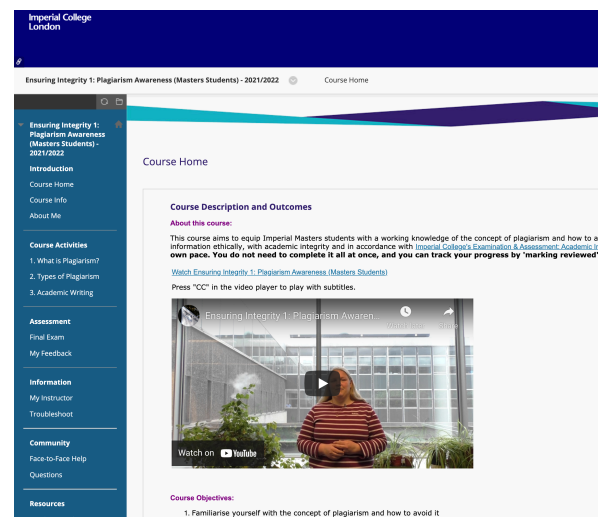 Imperial College
London
Ensuring Integrity 1: Plagiarism Awareness (Masters Students) - 2021/2022
Course Home
Ensuring Integrity 1:
Plagiarism Awareness
(Masters Students) -
2021/2022
Introduction
Course Home
Course Info
About Me
Course Activities
1. What is Plagiarism?
2. Types of Plagiarism
3. Academic Writing
Assessment
Final Exam
My Feedback
Information
My Instructor
Troubleshoot
Community
Face-to-Face Help
Questions
Resources
Course Home
Course Description and Outcomes
About this course:
This course aims to equip Imperial Masters students with a working knowledge of the concept of plagiarism and how to a
information ethically, with academic integrity and in accordance with Imperial College's Examination & Assessment: Academic In
own pace. You do not need to complete it all at once, and you can track your progress by 'marking reviewed'
Watch Ensuring Integrity 1: Plagiarism Awareness (Masters Students)
Press "CC" in the video player to play with subtitles.
Ensuring Integrity 1: Plagiarism Awaren...
Watch on YouTube
Course Objectives:
1. Familiarise yourself with the concept of plagiarism and how to avoid it